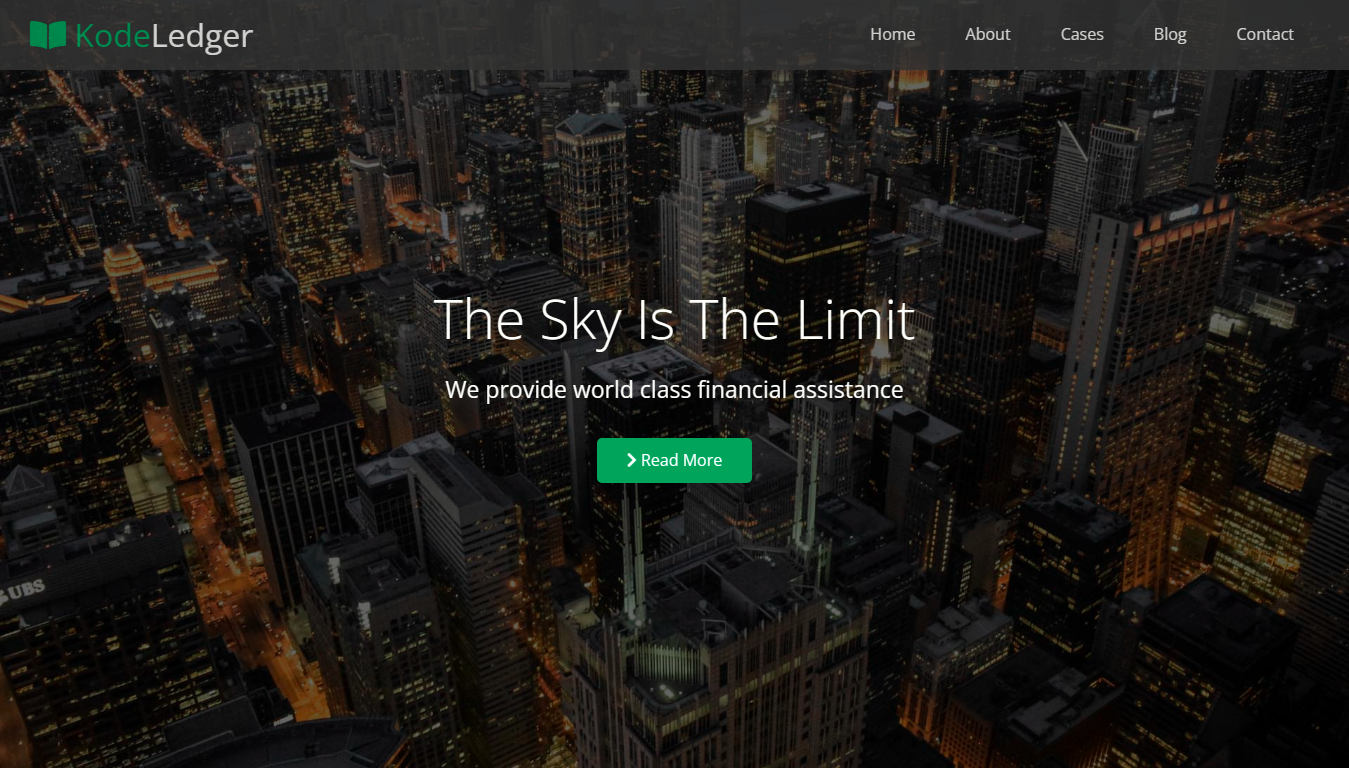 KodeLedger
Home
About
Cases
Blog
Contact
The Sky Is The Limit
We provide world class financial assistance
Read More
UBS